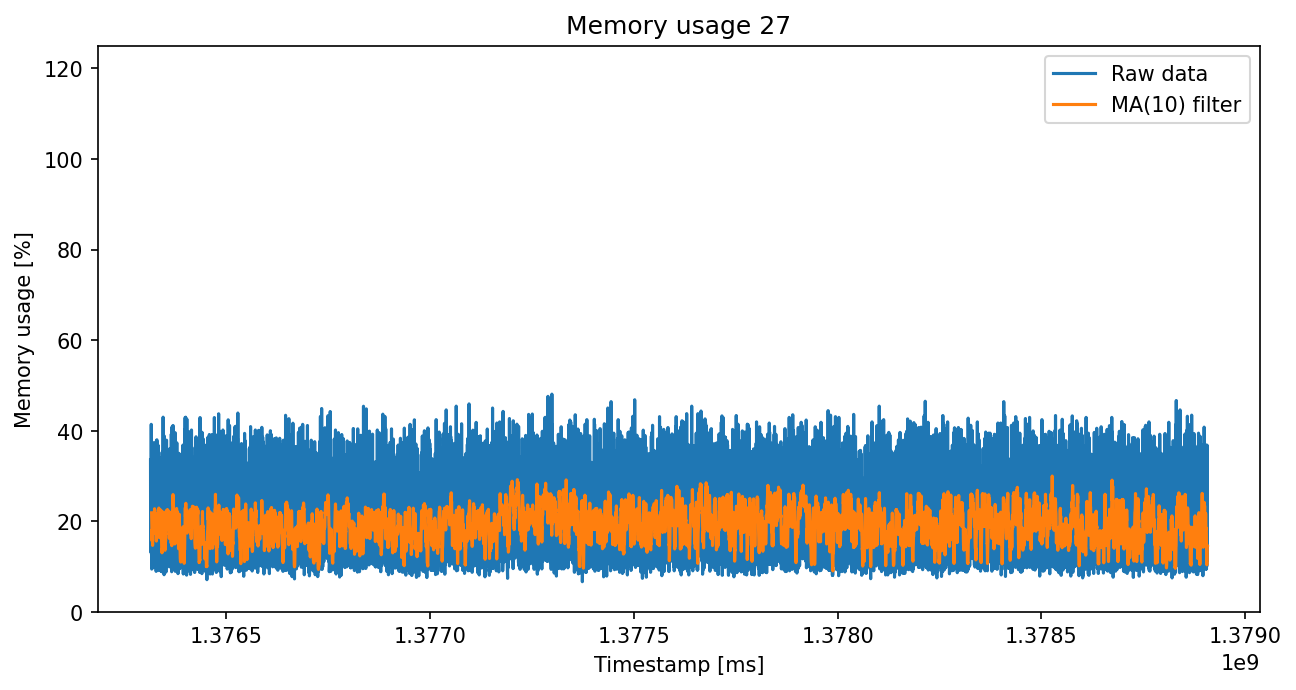 Memory usage 27
Raw data
MA(10) filter
120
100
80
60
40
20
0
Memory usage [%]
1.3765 1.3770 1.3775 1.3780 1.3785 1.3790
1e9
Timestamp [ms]